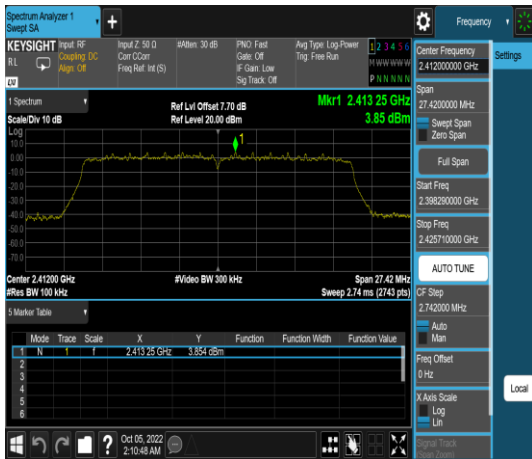 Spectrum Analyzer 1
Swept SA
Frequency
KEYSIGHT
RL
LXI
Input: RF
Coupling: DC
Align: Off
Input Z: 50 Ω
Corr CCorr
Freq Ref: Int (S)
#Atten: 30 dB
PNO: Fast
Gate: Off
IF Gain: Low
Sig Track: Off
Avg Type: Log-Power
Trig: Free Run
1 2 3 4 5 6
M W W W W W
P N N N N N
1 Spectrum
Scale/Div 10 dB
Ref Lvl Offset 7.70 dB
Ref Level 20.00 dBm
Mkr1 2.413 25 GHz
3.85 dBm
Log
10.0
0.00
-10.0
-20.0
-30.0
-40.0
-50.0
-60.0
-70.0
1
Center 2.41200 GHz
#Res BW 100 kHz
#Video BW 300 kHz
Span 27.42 MHz
Sweep 2.74 ms (2743 pts)
5 Marker Table
Mode Trace Scale X Y Function Function Width Function Value
1 N 1 f 2.413 25 GHz 3.854 dBm
2
3
4
5
6
Oct 05, 2022
2:10:48 AM
Center Frequency
2.412000000 GHz
Span
27.4200000 MHz
Swept Span
Zero Span
Full Span
Start Freq
2.398290000 GHz
Stop Freq
2.425710000 GHz
AUTO TUNE
CF Step
2.742000 MHz
Auto
Man
Freq Offset
0 Hz
X Axis Scale
Log
Lin
Signal Track
(Span Zoom)
Settings
Local